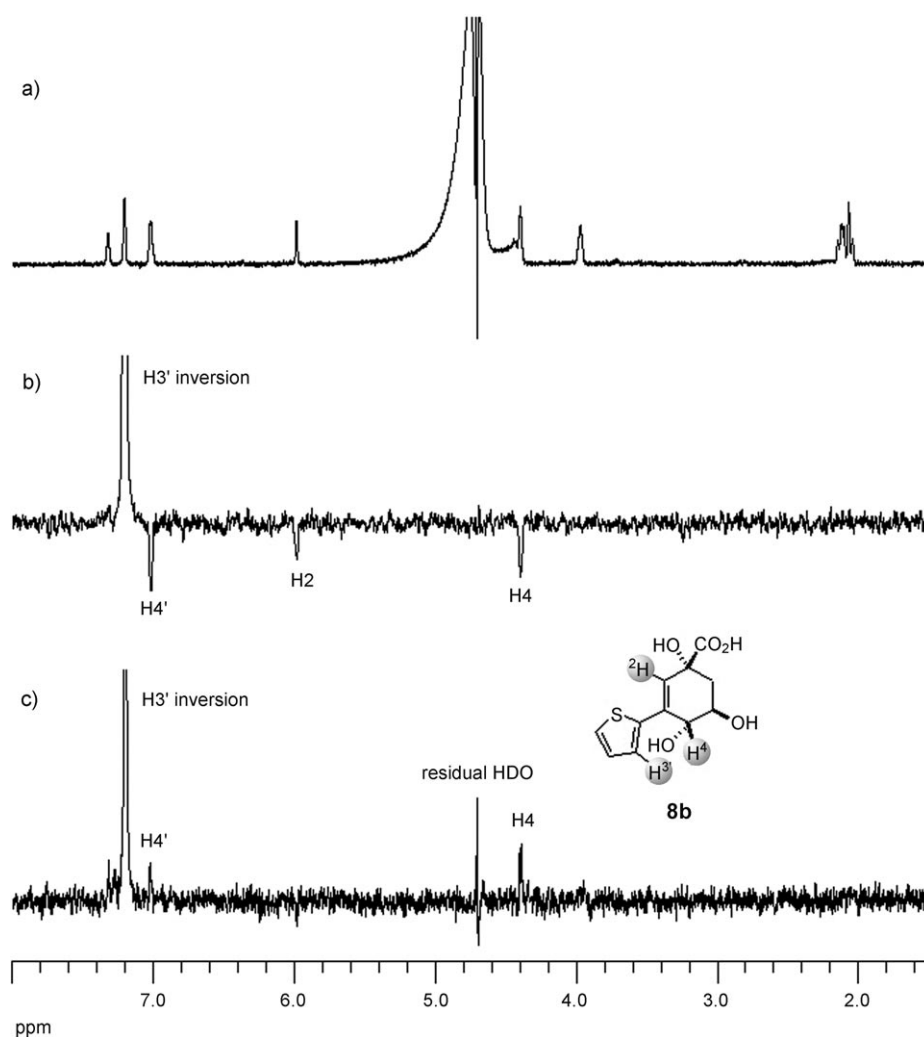 a)
b)
H3' inversion
H4'
H2
H4
c)
H3' inversion
H4'
residual HDO
H4
HO
CO₂H
²H
S
OH
HO
H⁴
H³'
8b
7.0 6.0 5.0 4.0 3.0 2.0
ppm